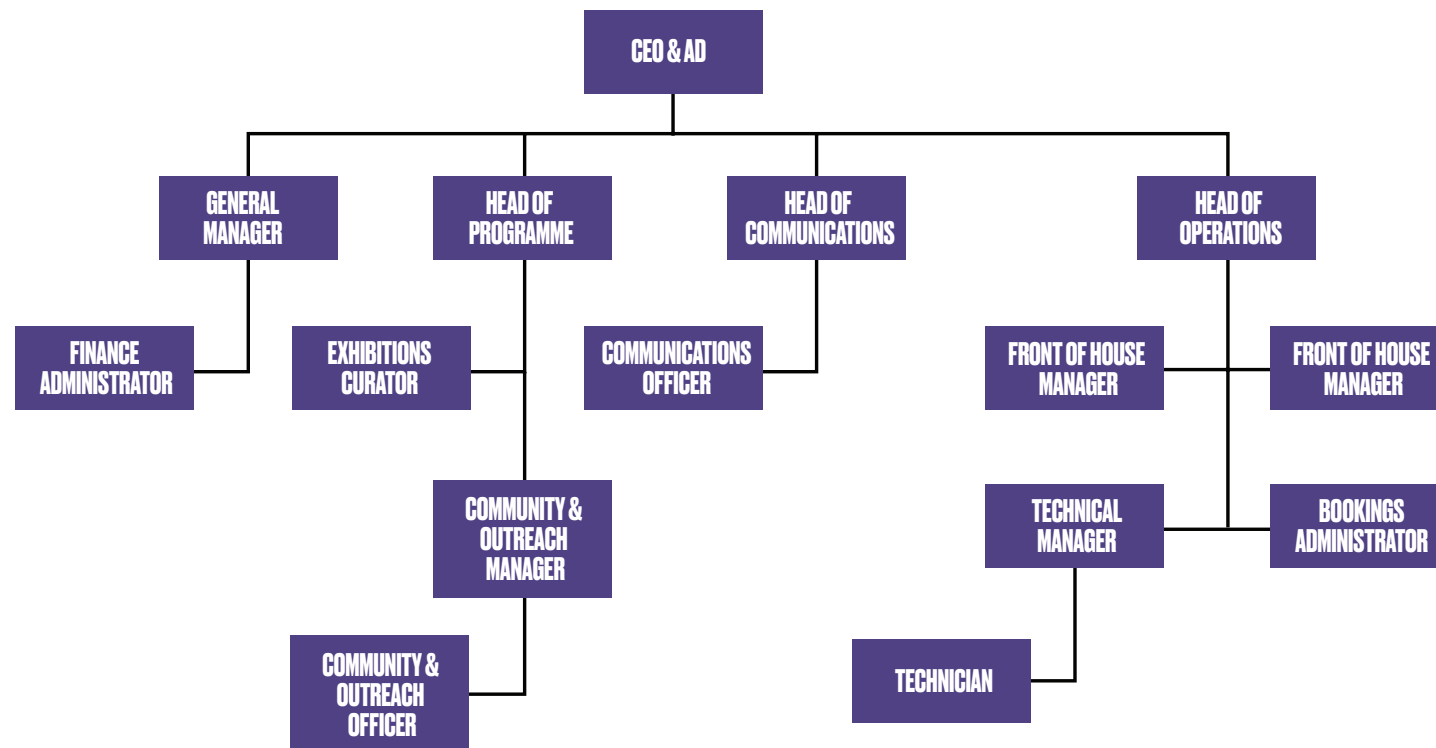 CEO & AD
GENERAL
MANAGER
HEAD OF
PROGRAMME
HEAD OF
COMMUNICATIONS
HEAD OF
OPERATIONS
FINANCE
ADMINISTRATOR
EXHIBITIONS
CURATOR
COMMUNICATIONS
OFFICER
FRONT OF HOUSE
MANAGER
FRONT OF HOUSE
MANAGER
COMMUNITY &
OUTREACH
MANAGER
TECHNICAL
MANAGER
BOOKINGS
ADMINISTRATOR
COMMUNITY &
OUTREACH
OFFICER
TECHNICIAN